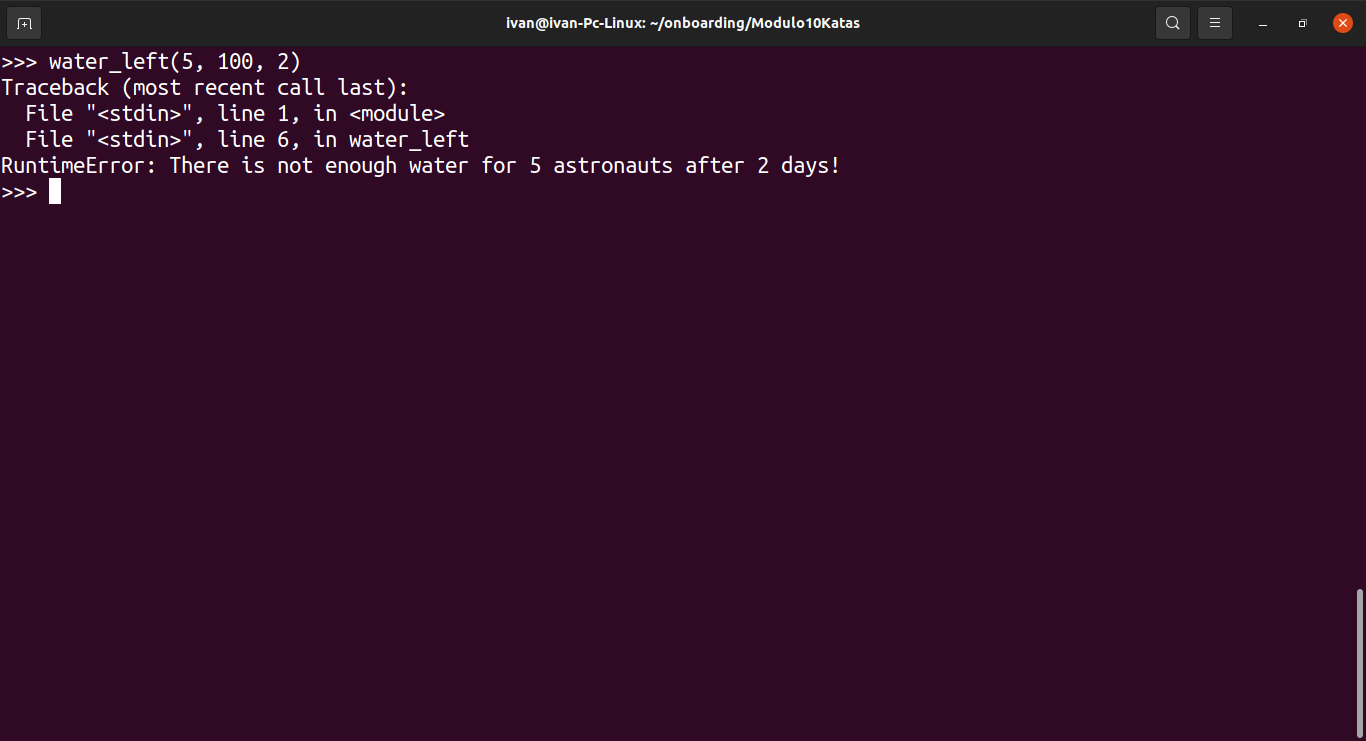 ivan@ivan-Pc-Linux: ~/onboarding/Modulo10Katas
>>> water_left(5, 100, 2)
Traceback (most recent call last):
  File "<stdin>", line 1, in <module>
  File "<stdin>", line 6, in water_left
RuntimeError: There is not enough water for 5 astronauts after 2 days!
>>>